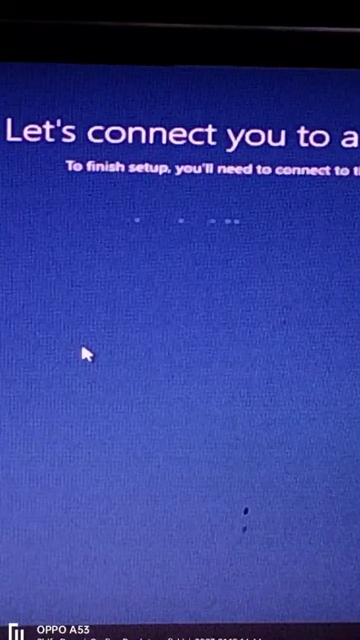 Let's connect you to a
To finish setup, you'll need to connect to
OPPO A53